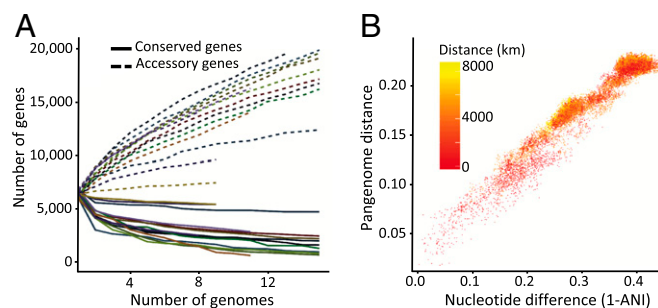 A
Conserved genes
Accessory genes
Number of genes
20,000
15,000
10,000
5,000
0
4
8
12
Number of genomes
B
Distance (km)
8000
4000
0
Pangenome distance
0.20
0.15
0.10
0.05
0.0
0.1
0.2
0.3
0.4
Nucleotide difference (1-ANI)